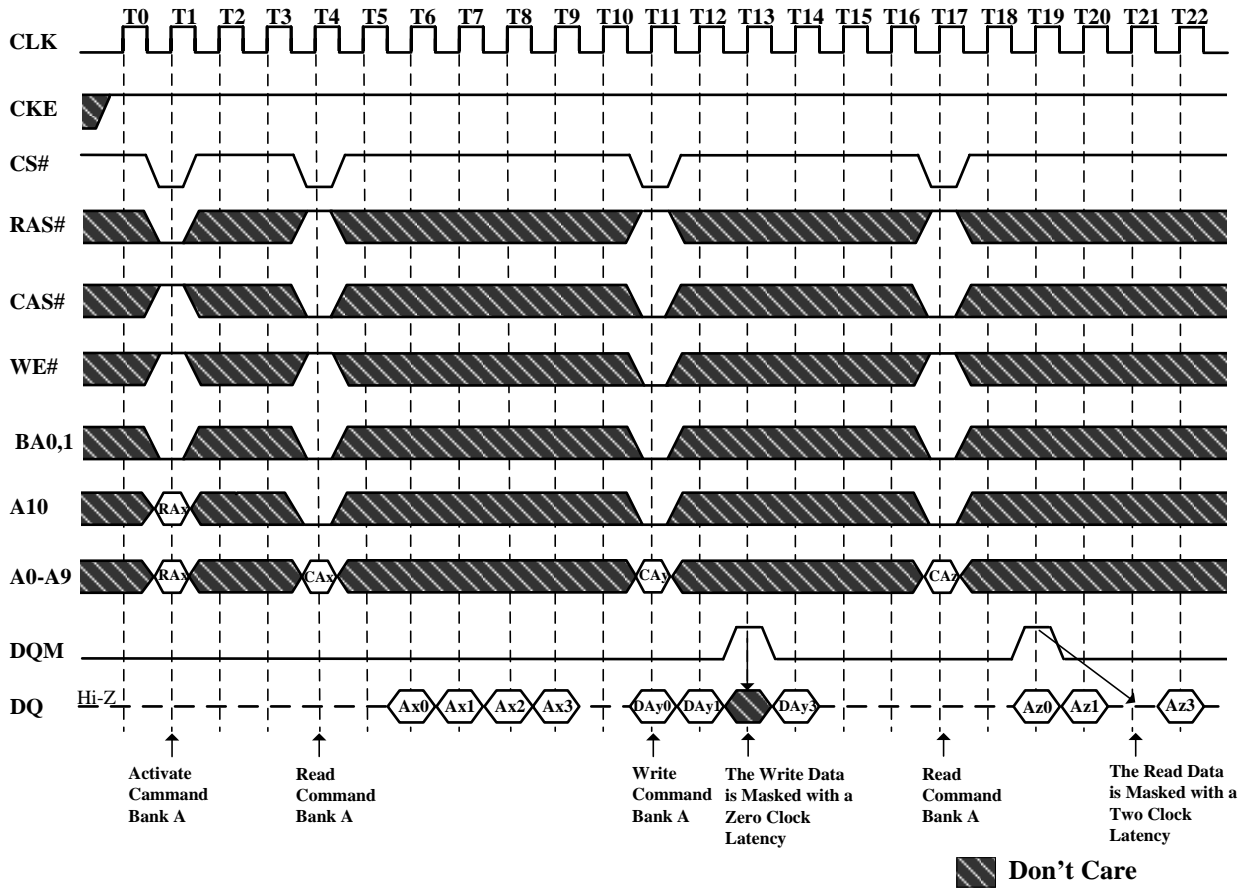 T0 T1 T2 T3 T4 T5 T6 T7 T8 T9 T10 T11 T12 T13 T14 T15 T16 T17 T18 T19 T20 T21 T22
CLK
CKE
CS#
RAS#
CAS#
WE#
BA0,1
A10 RAx
A0-A9 RAx CAx CAy CAz
DQM
DQ Hi-Z Ax0 Ax1 Ax2 Ax3 DAy0 DAy1 DAy3 Az0 Az1 Az3
Activate
Cammand
Bank A
Read
Command
Bank A
Write
Command
Bank A
The Write Data
is Masked with a
Zero Clock
Latency
Read
Command
Bank A
The Read Data
is Masked with a
Two Clock
Latency
Don't Care